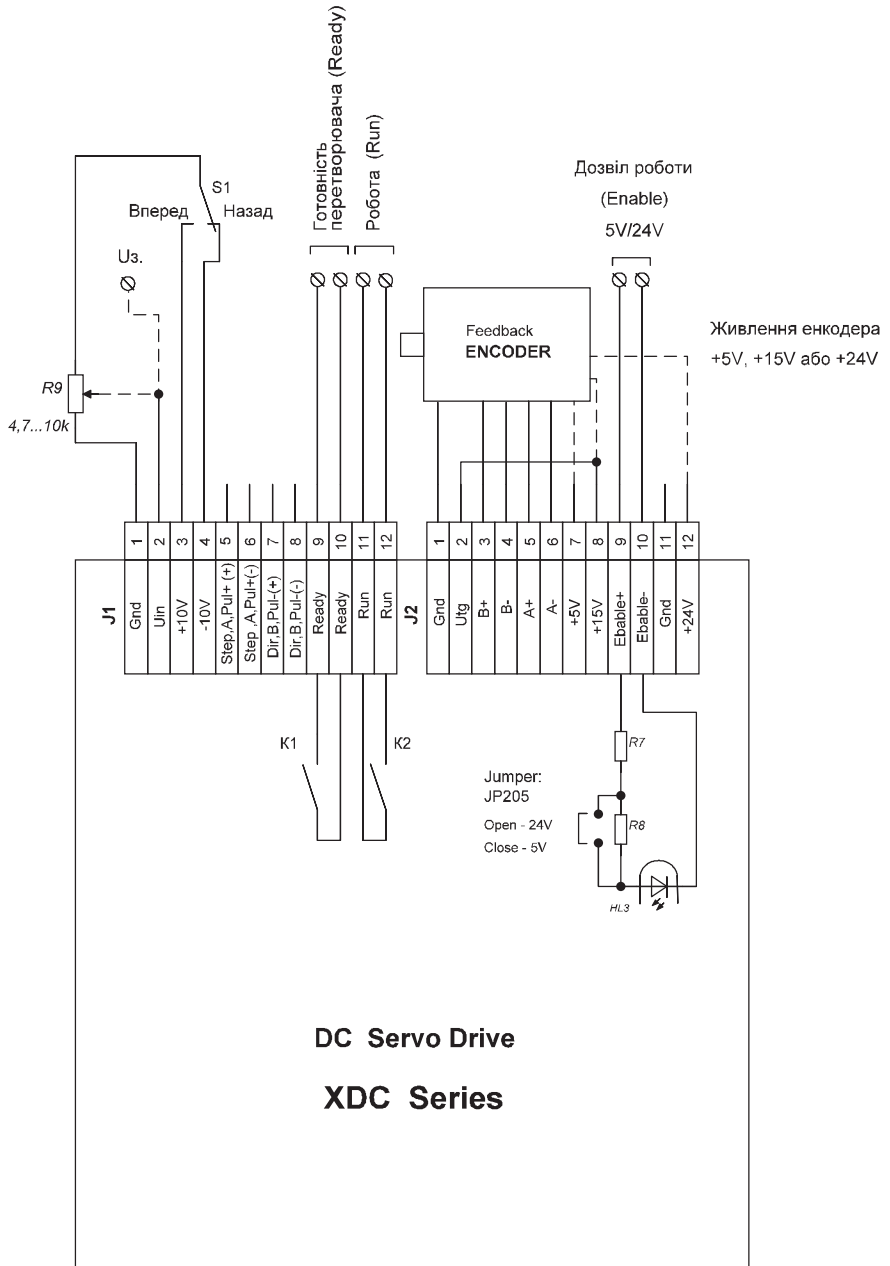 Готовність
перетворювача (Ready)
Робота (Run)
S1
Вперед
Назад
Uз.
R9
4,7...10k
Дозвіл роботи
(Enable)
5V/24V
Feedback
ENCODER
Живлення енкодера
+5V, +15V або +24V
J1
1 2 3 4 5 6 7 8 9 10 11 12
Gnd
Uin
+10V
-10V
Step,A,Pul+ (+)
Step ,A,Pul+(-)
Dir,B,Pul-(+)
Dir,B,Pul-(-)
Ready
Ready
Run
Run
J2
1 2 3 4 5 6 7 8 9 10 11 12
Gnd
Utg
B+
B-
A+
A-
+5V
+15V
Ebable+
Ebable-
Gnd
+24V
K1
K2
R7
Jumper:
JP205
Open - 24V
Close - 5V
R8
HL3
DC Servo Drive
XDC Series